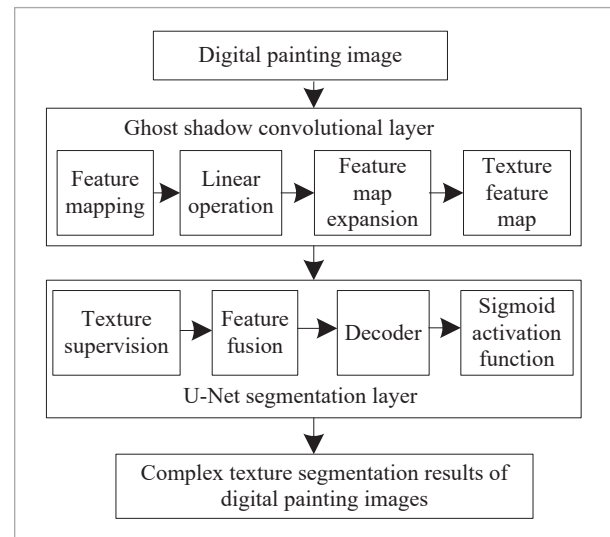 Digital painting image
Ghost shadow convolutional layer
Feature
mapping
Linear
operation
Feature
map
expansion
Texture
feature
map
Texture
supervision
Feature
fusion
Decoder
Sigmoid
activation
function
U-Net segmentation layer
Complex texture segmentation results of
digital painting images